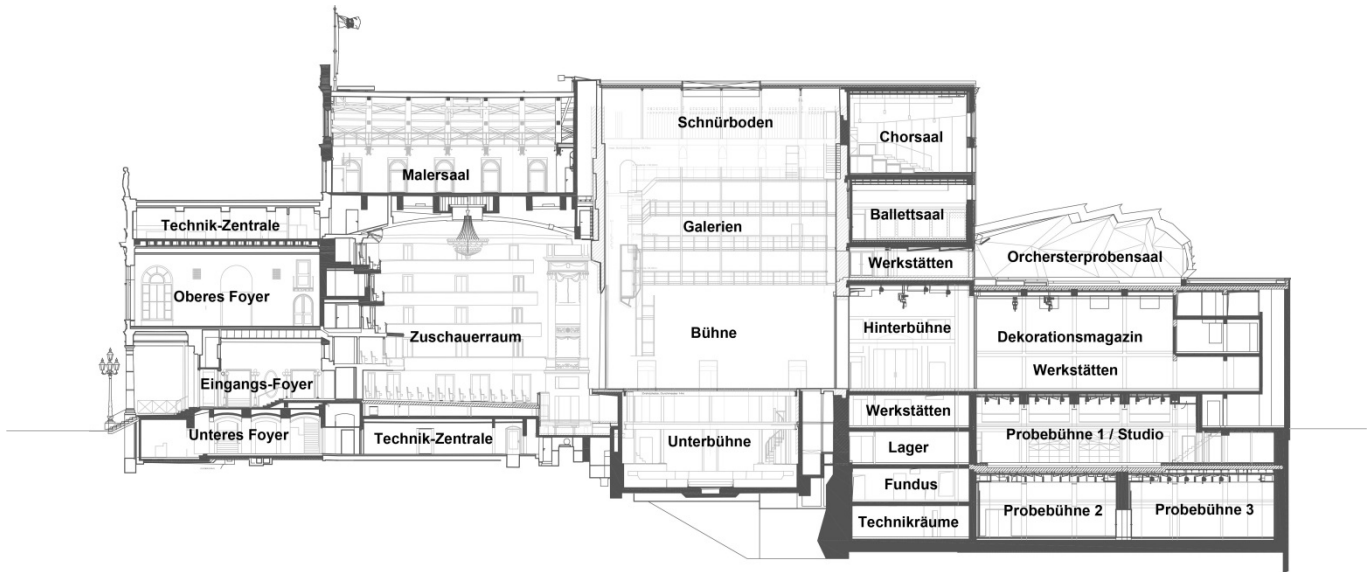 Schnürboden
Chorsaal
Malersaal
Technik-Zentrale
Galerien
Ballettsaal
Werkstätten
Orchersterprobensaal
Oberes Foyer
Zuschauerraum
Bühne
Hinterbühne
Dekorationsmagazin
Eingangs-Foyer
Werkstätten
Unteres Foyer
Technik-Zentrale
Unterbühne
Werkstätten
Probebühne 1 / Studio
Lager
Fundus
Technikräume
Probebühne 2
Probebühne 3